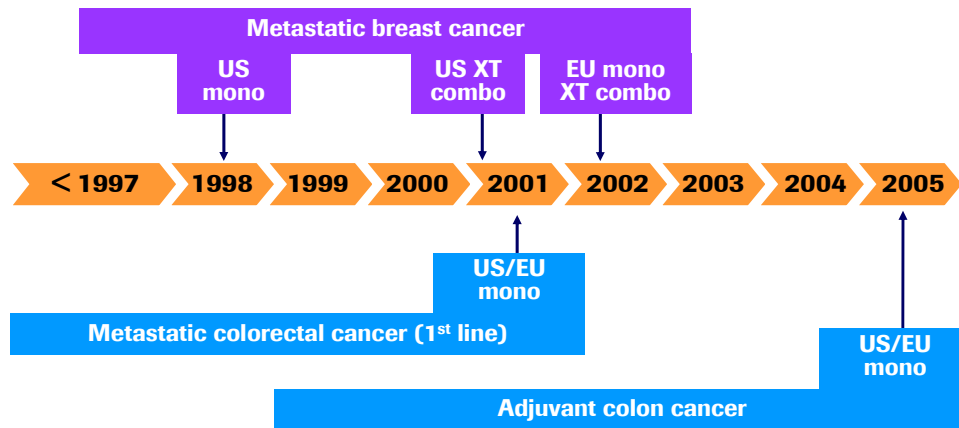 Metastatic breast cancer
US
mono
US XT
combo
EU mono
XT combo
< 1997 1998 1999 2000 2001 2002 2003 2004 2005
US/EU
mono
Metastatic colorectal cancer (1st line)
US/EU
mono
Adjuvant colon cancer